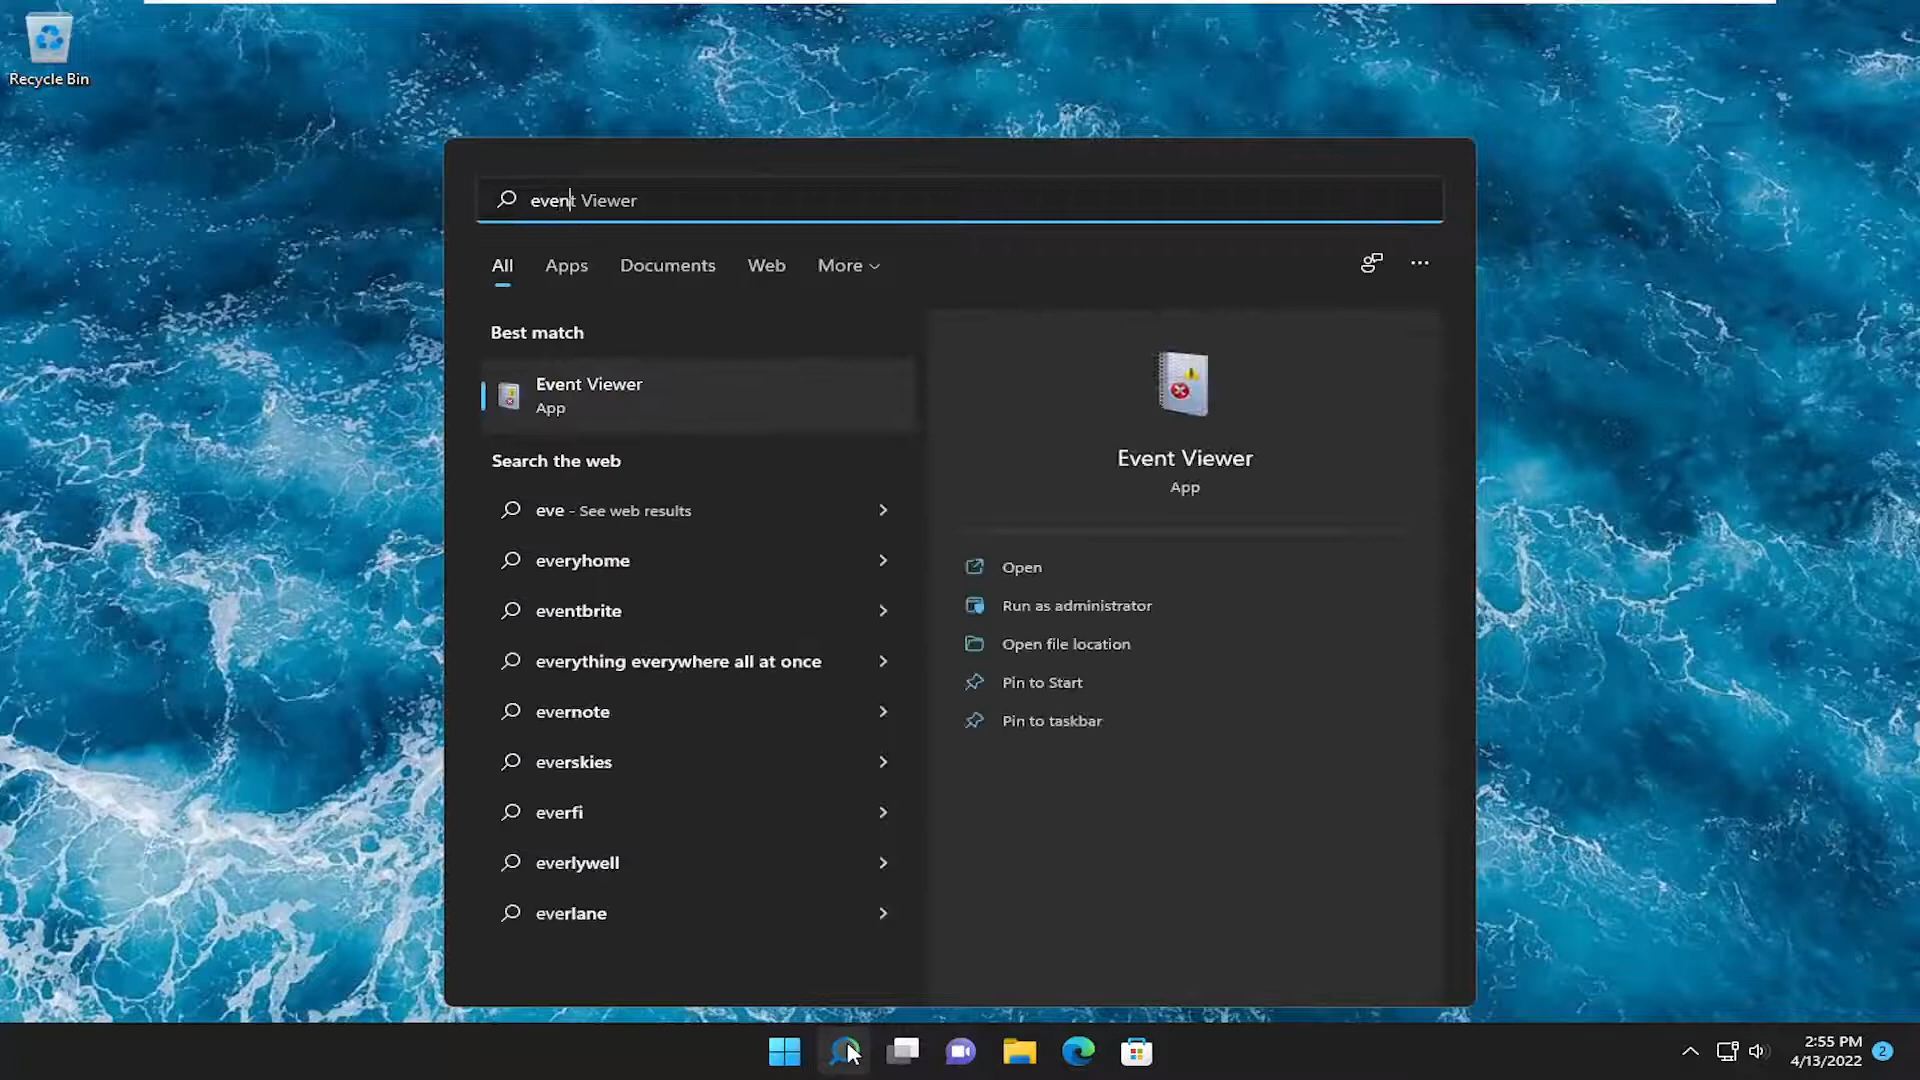 Recycle Bin
event Viewer
All Apps Documents Web More
Best match
Event Viewer
App
Search the web
eve - See web results
everyhome
eventbrite
everything everywhere all at once
evernote
everskies
everfi
everlywell
everlane
Event Viewer
App
Open
Run as administrator
Open file location
Pin to Start
Pin to taskbar
2:55 PM
4/13/2022
2